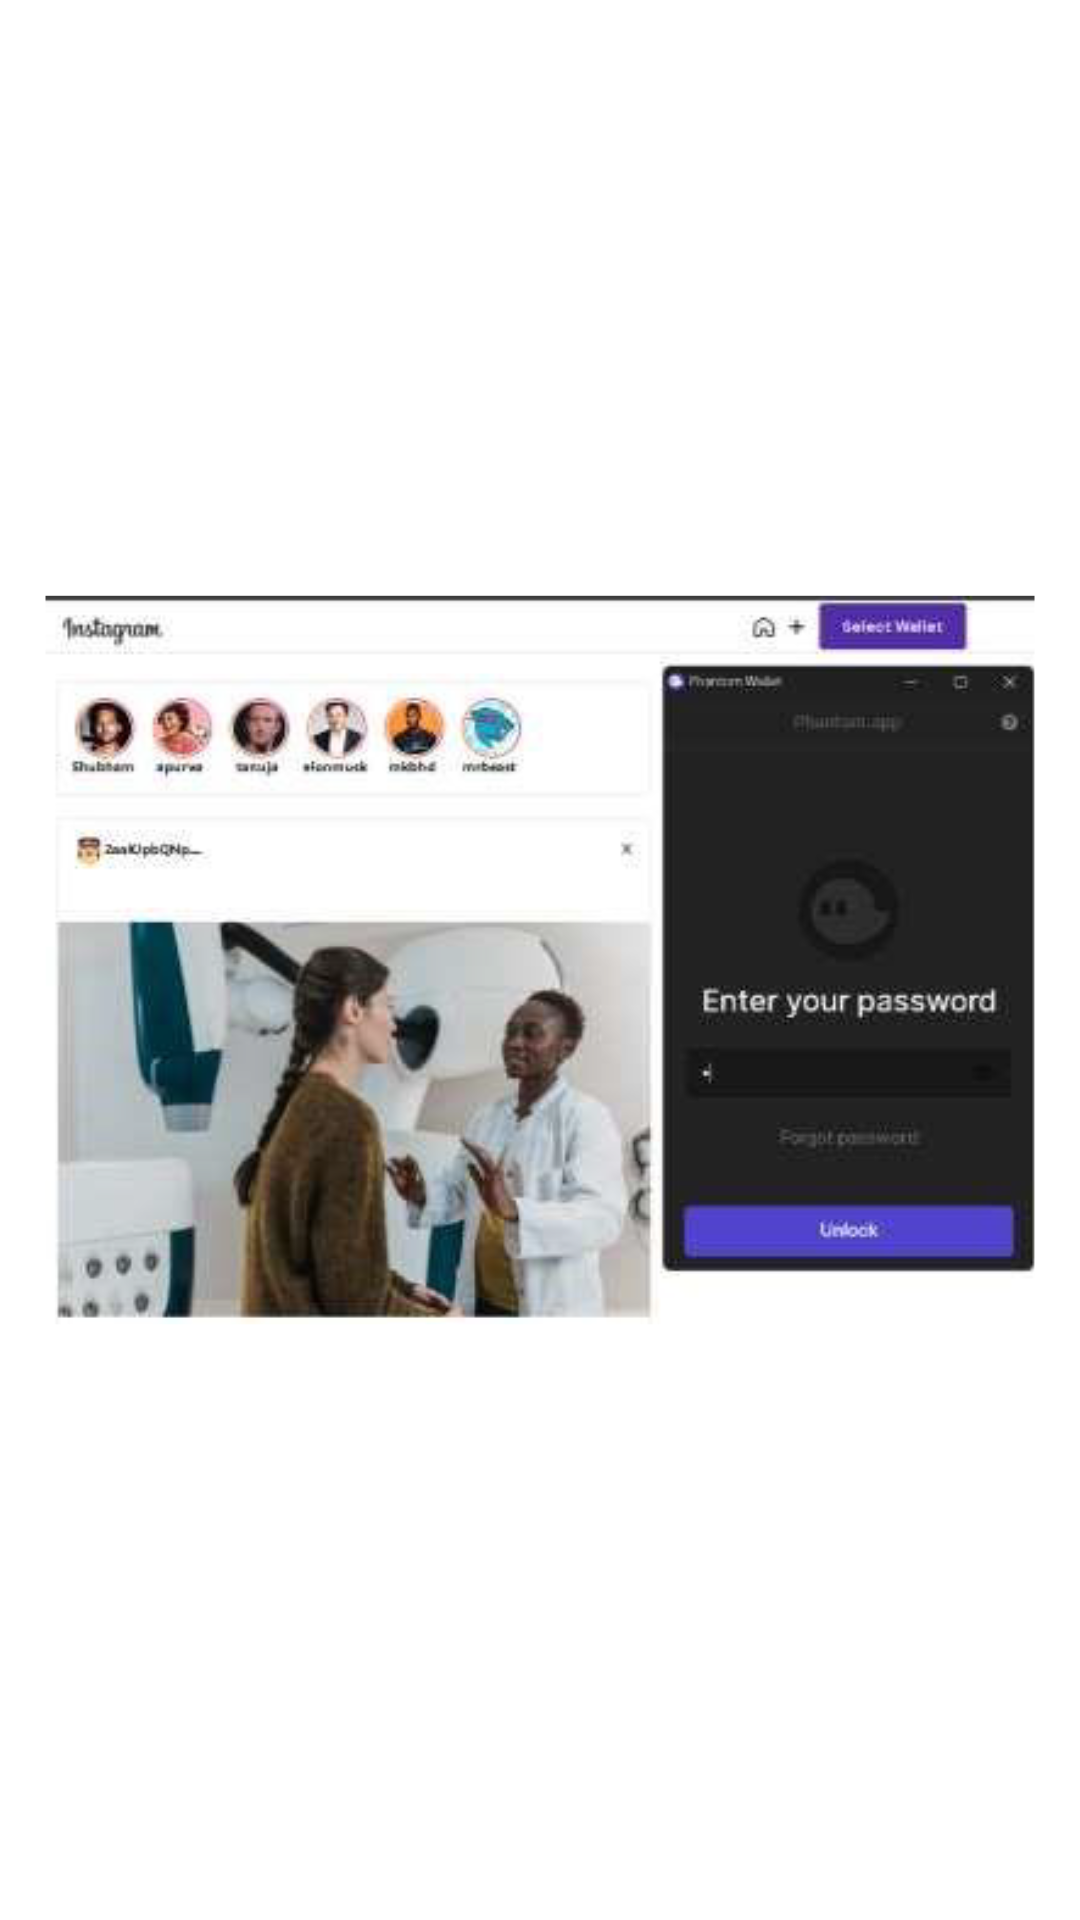 Instagram
Select Wallet
Phantom Wallet
Phantom.app
Shubham apurva tanuja elonmusk mkbhd mrbeast
2aaKJpbQNp...
Enter your password
Forgot password
Unlock